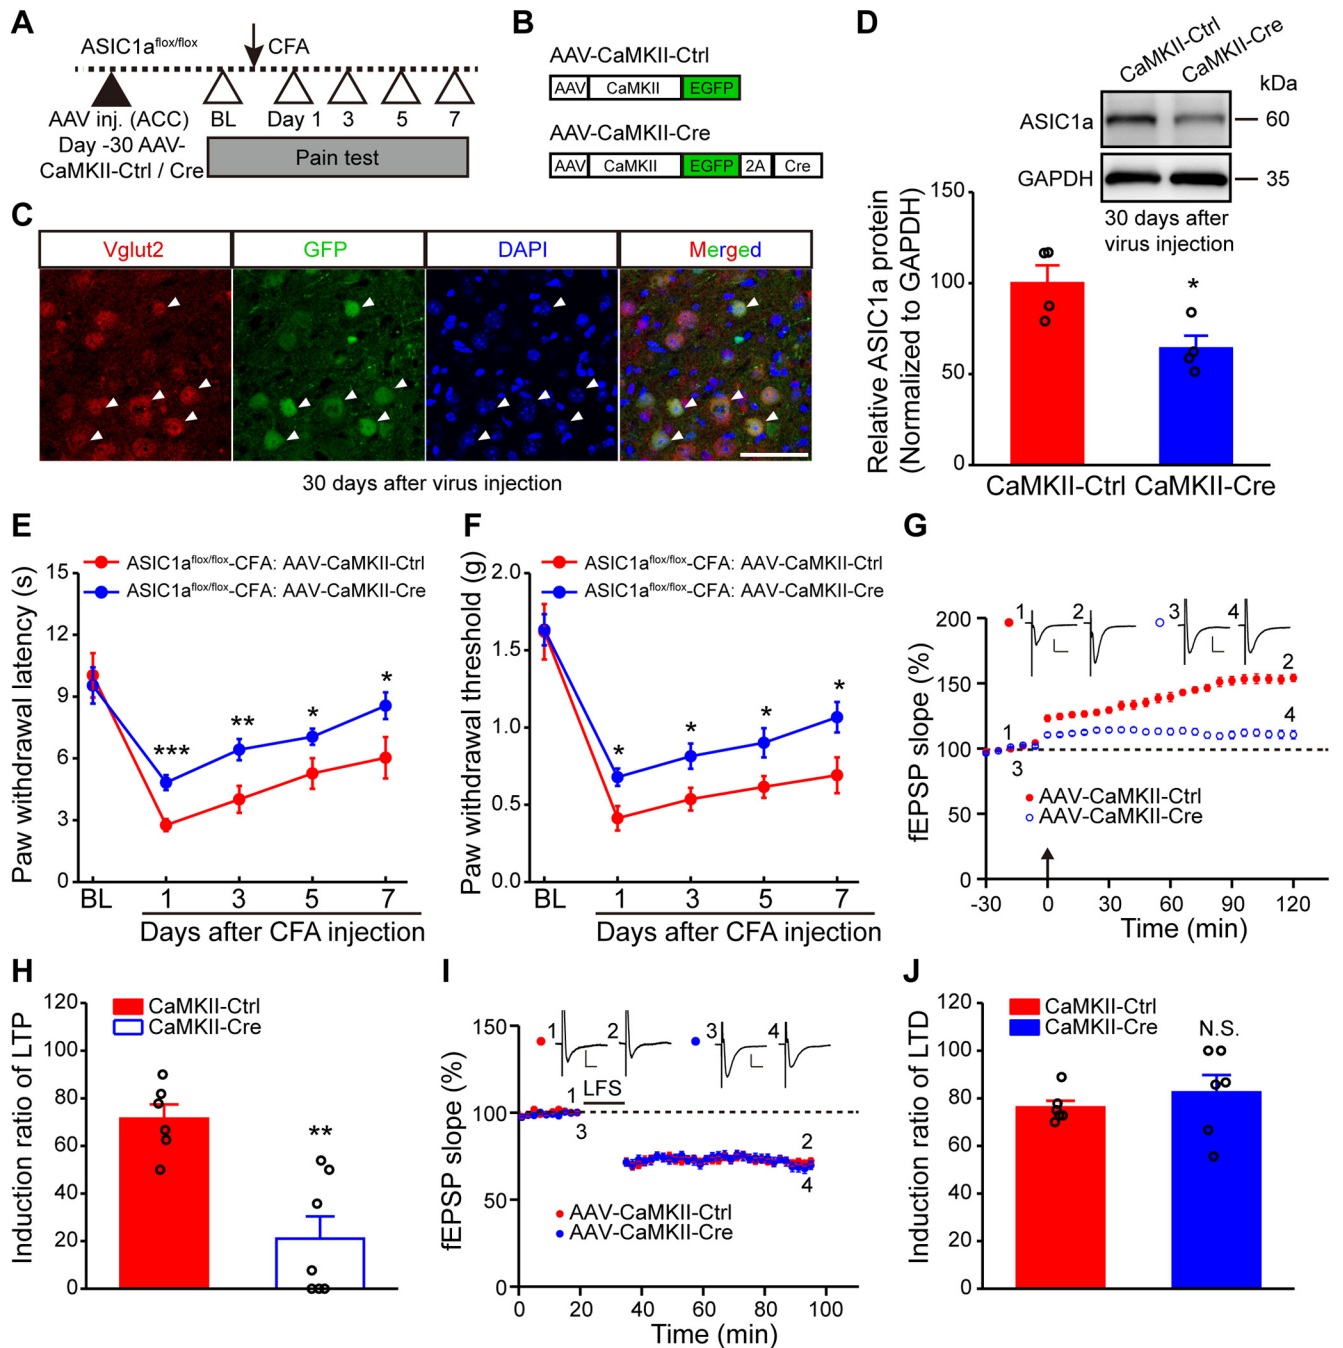 A
ASIC1a^flox/flox
CFA
AAV inj. (ACC)
Day -30 AAV-
CaMKII-Ctrl / Cre
BL
Day 1
3
5
7
Pain test
B
AAV-CaMKII-Ctrl
AAV
CaMKII
EGFP
AAV-CaMKII-Cre
AAV
CaMKII
EGFP
2A
Cre
C
Vglut2
GFP
DAPI
Merged
30 days after virus injection
D
CaMKII-Ctrl
CaMKII-Cre
kDa
ASIC1a
60
GAPDH
35
30 days after
virus injection
Relative ASIC1a protein
(Normalized to GAPDH)
150
100
50
0
*
CaMKII-Ctrl
CaMKII-Cre
E
ASIC1a^flox/flox-CFA: AAV-CaMKII-Ctrl
ASIC1a^flox/flox-CFA: AAV-CaMKII-Cre
Paw withdrawal latency (s)
15
12
9
6
3
0
***
**
*
*
BL
1
3
5
7
Days after CFA injection
F
ASIC1a^flox/flox-CFA: AAV-CaMKII-Ctrl
ASIC1a^flox/flox-CFA: AAV-CaMKII-Cre
Paw withdrawal threshold (g)
2.0
1.5
1.0
0.5
0.0
*
*
*
*
BL
1
3
5
7
Days after CFA injection
G
fEPSP slope (%)
200
150
100
50
0
1
2
3
4
2
4
1
3
AAV-CaMKII-Ctrl
AAV-CaMKII-Cre
-30
0
30
60
90
120
Time (min)
H
Induction ratio of LTP
CaMKII-Ctrl
CaMKII-Cre
120
100
80
60
40
20
0
**
I
fEPSP slope (%)
150
100
50
0
1
2
3
4
LFS
1
3
2
4
AAV-CaMKII-Ctrl
AAV-CaMKII-Cre
0
20
40
60
80
100
Time (min)
J
Induction ratio of LTD
CaMKII-Ctrl
CaMKII-Cre
N.S.
120
100
80
60
40
20
0